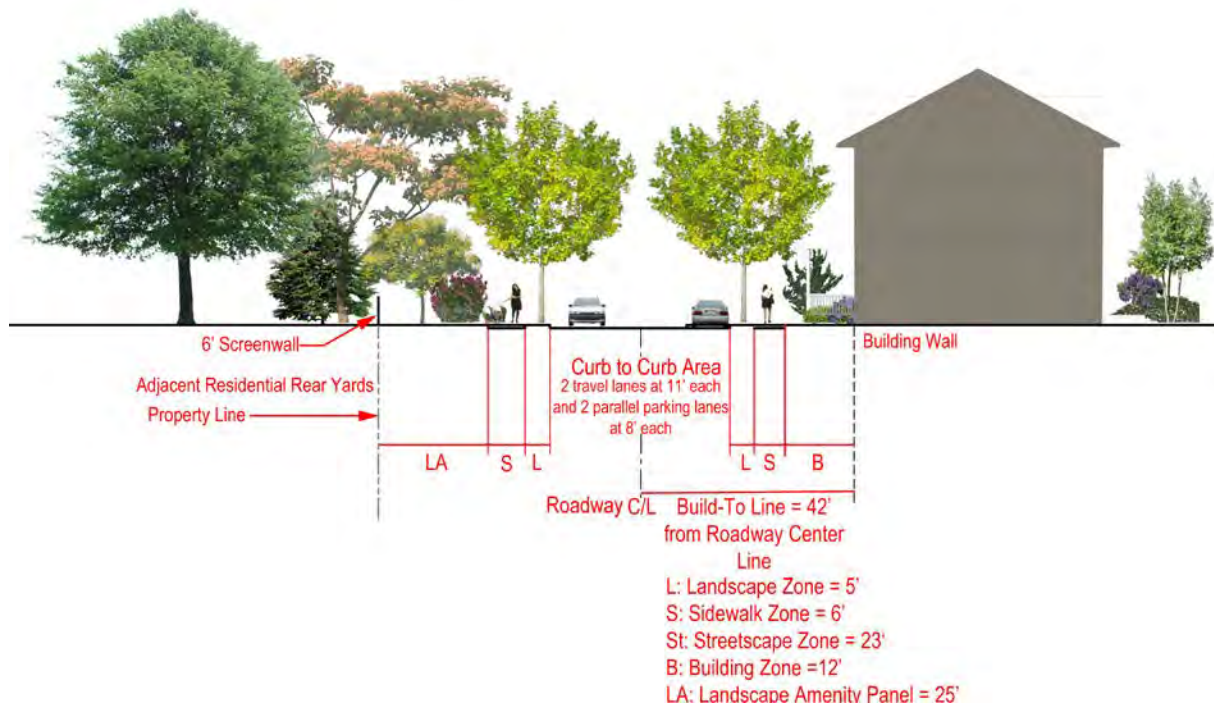 6' Screenwall
Building Wall
Adjacent Residential Rear Yards
Property Line
Curb to Curb Area
2 travel lanes at 11' each
and 2 parallel parking lanes
at 8' each
LA
S
L
L
S
B
Roadway C/L
Build-To Line = 42'
from Roadway Center
Line
L: Landscape Zone = 5'
S: Sidewalk Zone = 6'
St: Streetscape Zone = 23'
B: Building Zone =12'
LA: Landscape Amenity Panel = 25'